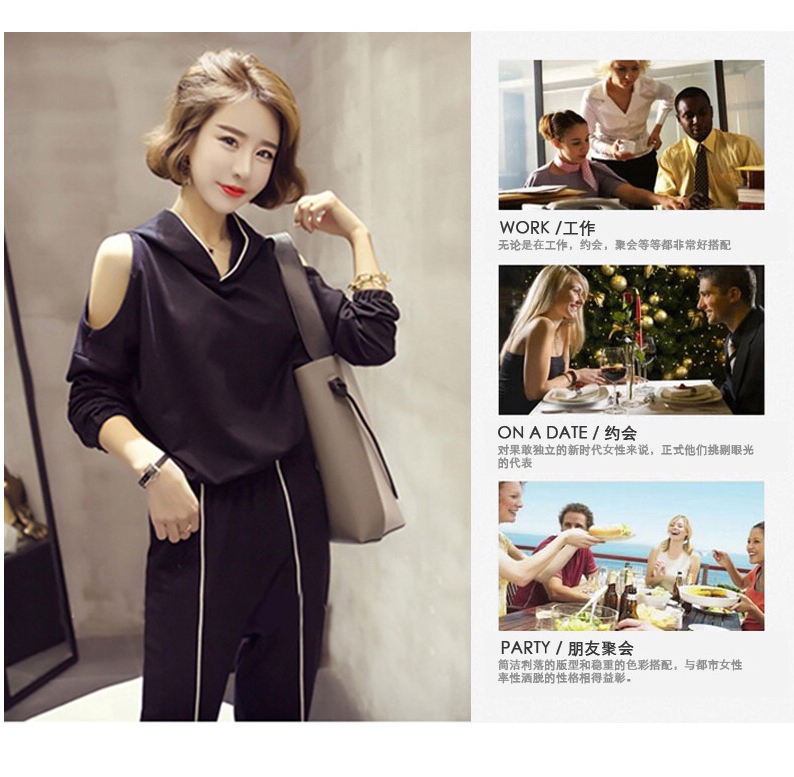 WORK /工作
无论是在工作，约会，聚会等等都非常好搭配
ON A DATE / 约会
对果敢独立的新时代女性来说，正式他们挑剔眼光
的代表
PARTY / 朋友聚会
简洁利落的版型和稳重的色彩搭配，与都市女性
率性洒脱的性格相得益彰。